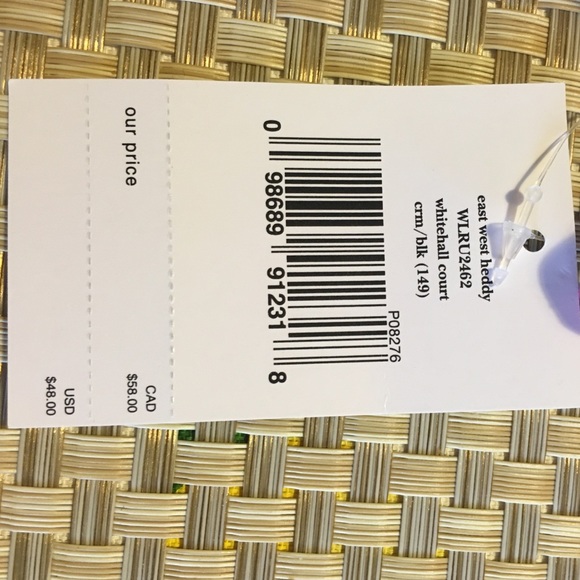 east west heddy
WLRU2462
whitehall court
crm/blk (149)
P08276
0 98689 91231 8
our price
CAD
$58.00
USD
$48.00